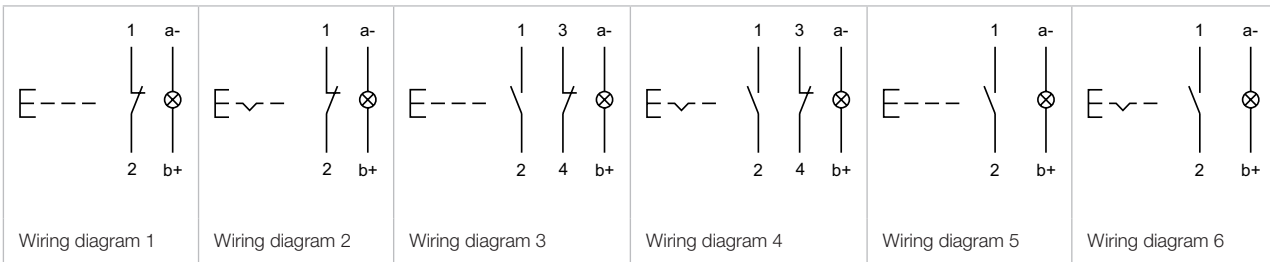 1 a-
2 b+
Wiring diagram 1
1 a-
2 b+
Wiring diagram 2
1 3 a-
2 4 b+
Wiring diagram 3
1 3 a-
2 4 b+
Wiring diagram 4
1 a-
2 b+
Wiring diagram 5
1 a-
2 b+
Wiring diagram 6